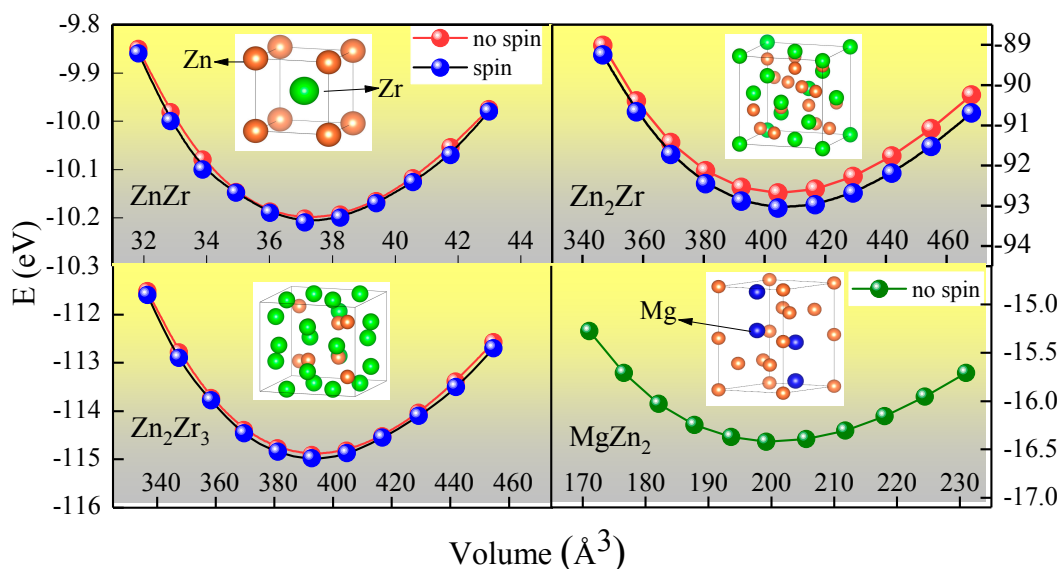 E (eV)
-9.8
-9.9
-10.0
-10.1
-10.2
-10.3
Zn
Zr
no spin
spin
ZnZr
32 34 36 38 40 42 44
-89
-90
-91
-92
-93
-94
Zn₂Zr
340 360 380 400 420 440 460
-112
-113
-114
-115
-116
Zn₂Zr₃
340 360 380 400 420 440 460
Mg
no spin
-15.0
-15.5
-16.0
-16.5
-17.0
MgZn₂
170 180 190 200 210 220 230
Volume (Å³)